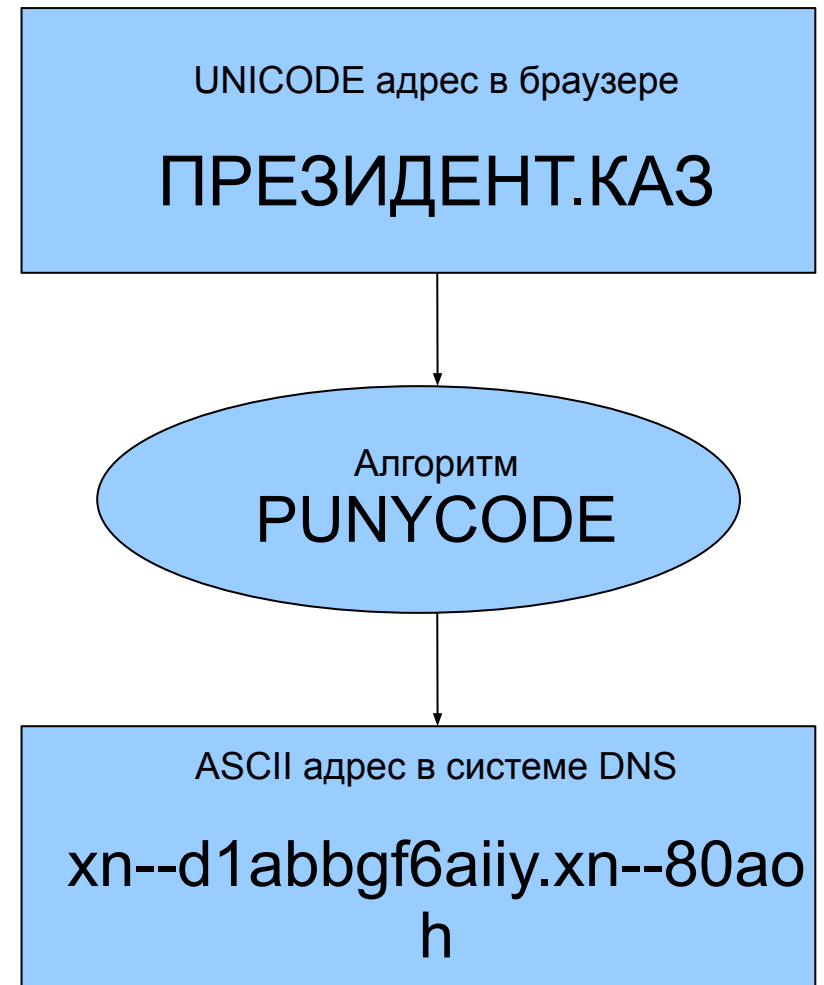 UNICODE адрес в браузере
ПРЕЗИДЕНТ.КАЗ
Алгоритм
PUNYCODE
ASCII адрес в системе DNS
xn--d1abbgf6aiiy.xn--80ao
h